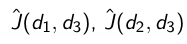 Ĵ(d₁, d₃), Ĵ(d₂, d₃)